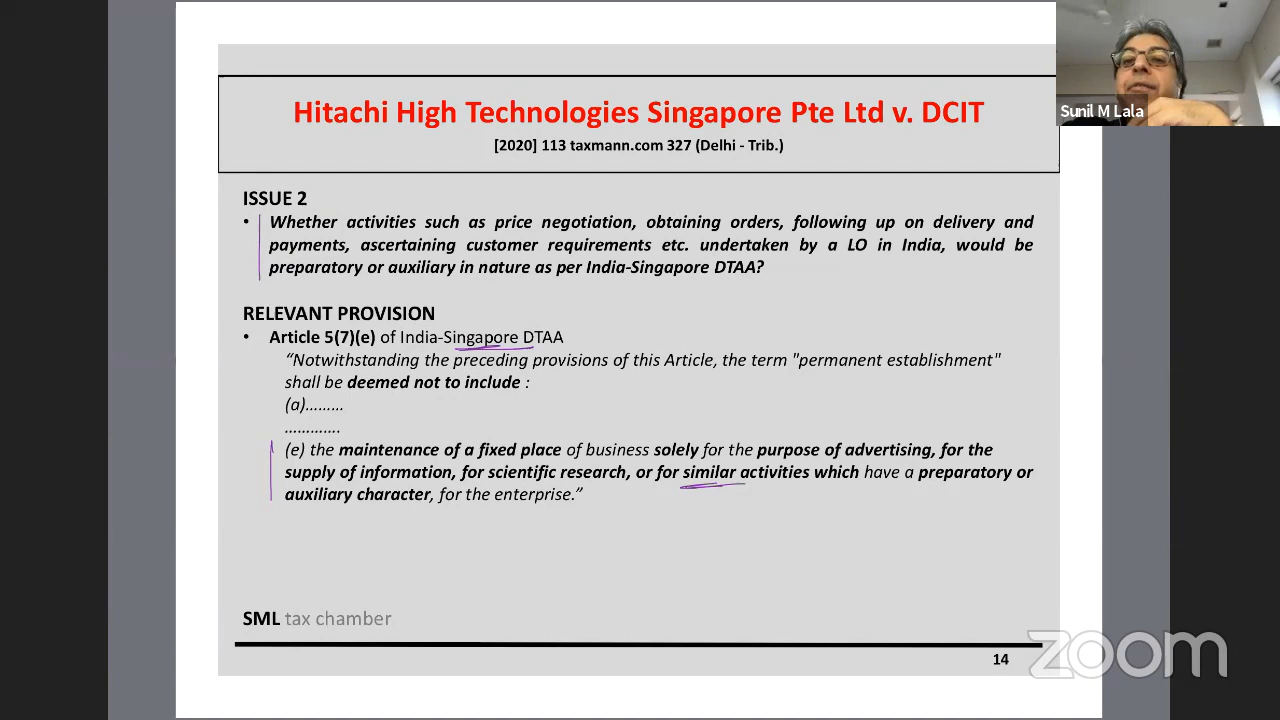 Hitachi High Technologies Singapore Pte Ltd v. DCIT
[2020] 113 taxmann.com 327 (Delhi - Trib.)
Sunil M Lala
ISSUE 2
• Whether activities such as price negotiation, obtaining orders, following up on delivery and
payments, ascertaining customer requirements etc. undertaken by a LO in India, would be
preparatory or auxiliary in nature as per India-Singapore DTAA?
RELEVANT PROVISION
• Article 5(7)(e) of India-Singapore DTAA
“Notwithstanding the preceding provisions of this Article, the term "permanent establishment"
shall be deemed not to include :
(a)………
………….
(e) the maintenance of a fixed place of business solely for the purpose of advertising, for the
supply of information, for scientific research, or for similar activities which have a preparatory or
auxiliary character, for the enterprise.”
SML tax chamber
14
zoom